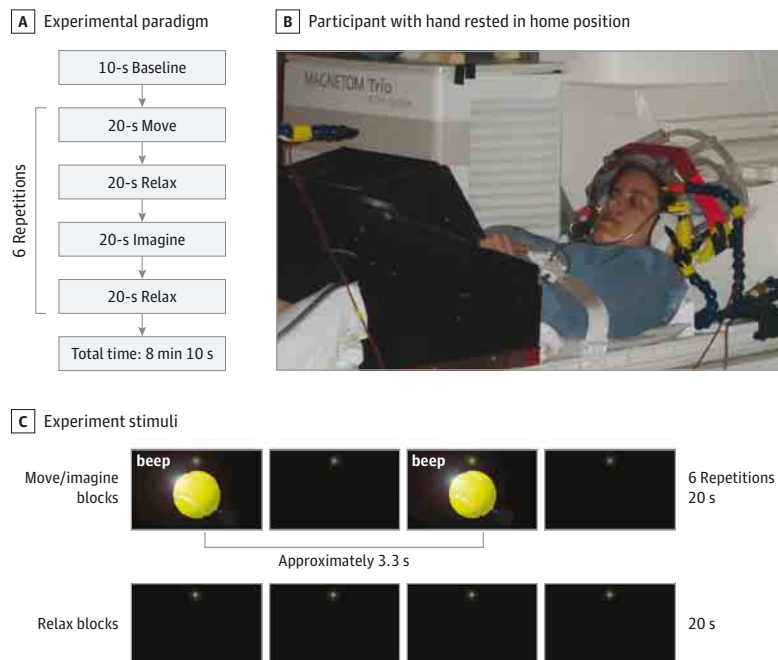 A Experimental paradigm
10-s Baseline
20-s Move
20-s Relax
20-s Imagine
20-s Relax
6 Repetitions
Total time: 8 min 10 s
B Participant with hand rested in home position
MAGNETOM Trio
C Experiment stimuli
Move/imagine
blocks
beep
beep
6 Repetitions
20 s
Approximately 3.3 s
Relax blocks
20 s